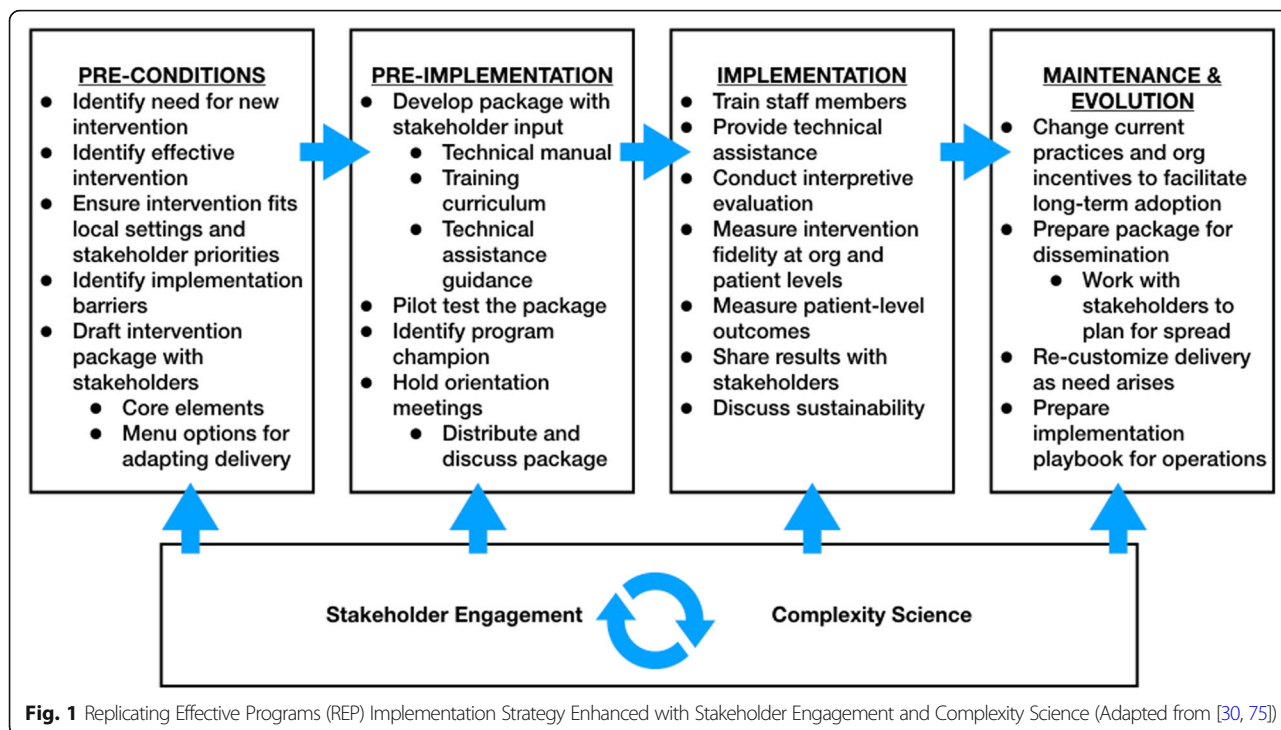 PRE-CONDITIONS
● Identify need for new
intervention
● Identify effective
intervention
● Ensure intervention fits
local settings and
stakeholder priorities
● Identify implementation
barriers
● Draft intervention
package with
stakeholders
● Core elements
● Menu options for
adapting delivery
PRE-IMPLEMENTATION
● Develop package with
stakeholder input
● Technical manual
● Training
curriculum
● Technical
assistance
guidance
● Pilot test the package
● Identify program
champion
● Hold orientation
meetings
● Distribute and
discuss package
IMPLEMENTATION
● Train staff members
● Provide technical
assistance
● Conduct interpretive
evaluation
● Measure intervention
fidelity at org and
patient levels
● Measure patient-level
outcomes
● Share results with
stakeholders
● Discuss sustainability
MAINTENANCE &
EVOLUTION
● Change current
practices and org
incentives to facilitate
long-term adoption
● Prepare package for
dissemination
● Work with
stakeholders to
plan for spread
● Re-customize delivery
as need arises
● Prepare
implementation
playbook for operations
Stakeholder Engagement
Complexity Science
Fig. 1 Replicating Effective Programs (REP) Implementation Strategy Enhanced with Stakeholder Engagement and Complexity Science (Adapted from [30, 75])